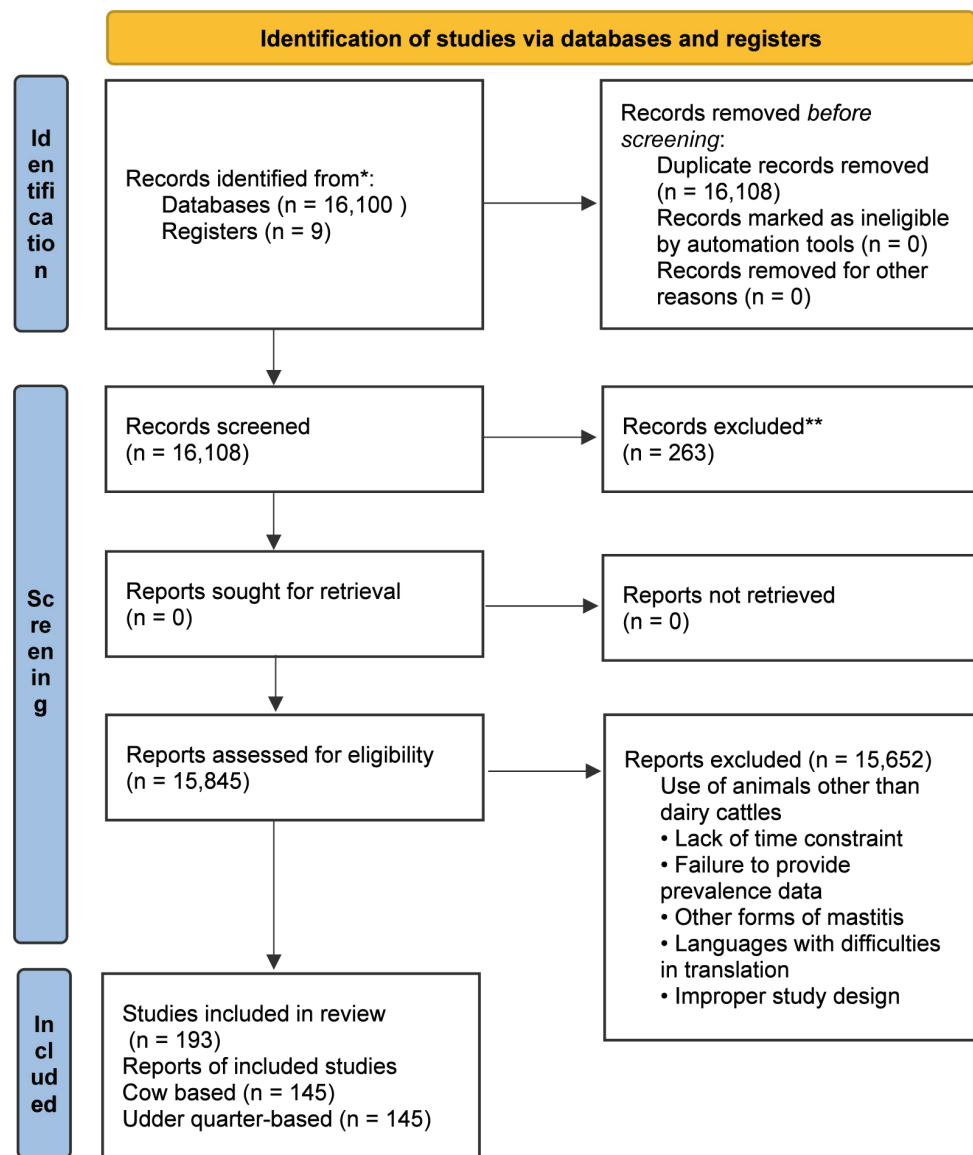 Identification of studies via databases and registers
Id
en
tifi
ca
tio
n
Records identified from*:
Databases (n = 16,100 )
Registers (n = 9)
Records removed before
screening:
Duplicate records removed
(n = 16,108)
Records marked as ineligible
by automation tools (n = 0)
Records removed for other
reasons (n = 0)
Sc
re
en
in
g
Records screened
(n = 16,108)
Records excluded**
(n = 263)
Reports sought for retrieval
(n = 0)
Reports not retrieved
(n = 0)
Reports assessed for eligibility
(n = 15,845)
Reports excluded (n = 15,652)
Use of animals other than
dairy cattles
• Lack of time constraint
• Failure to provide
prevalence data
• Other forms of mastitis
• Languages with difficulties
in translation
• Improper study design
In
cl
ud
ed
Studies included in review
(n = 193)
Reports of included studies
Cow based (n = 145)
Udder quarter-based (n = 145)